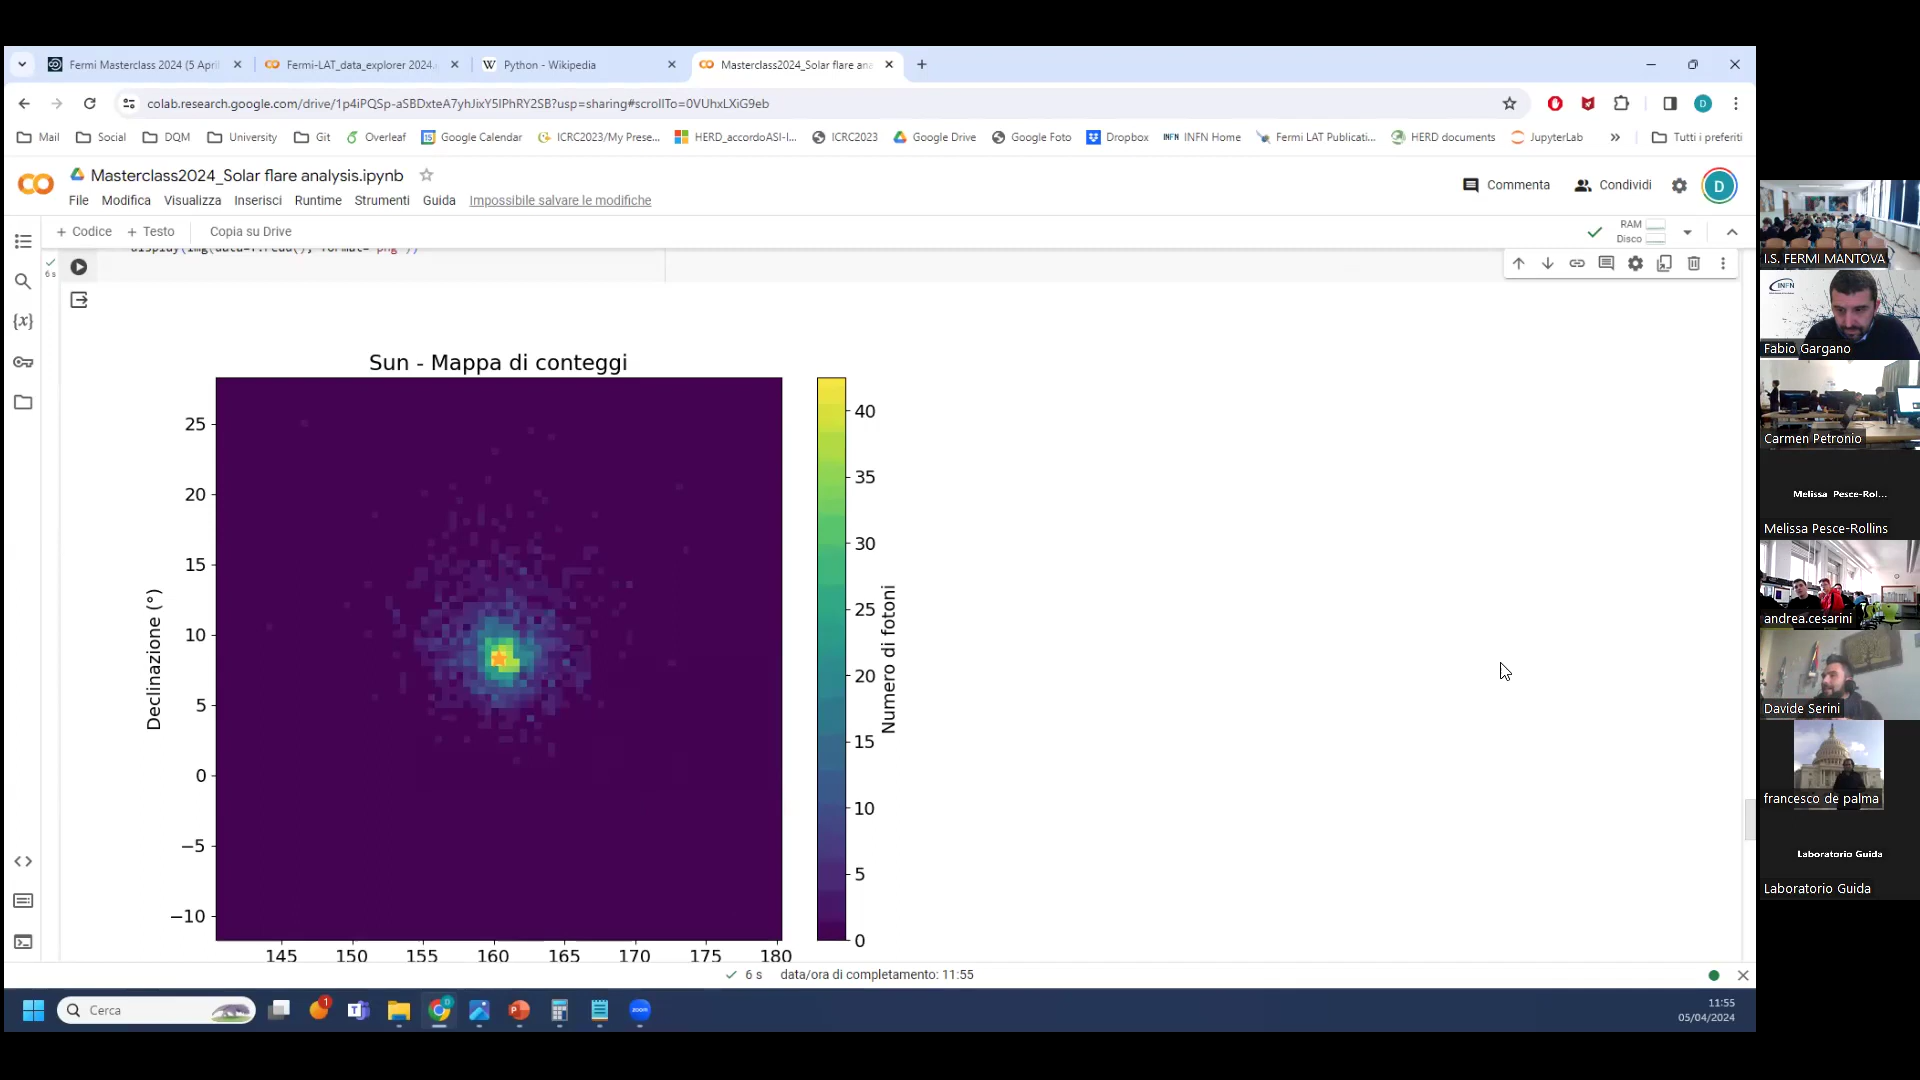 Fermi Masterclass 2024 (5 April
Fermi-LAT_data_explorer 2024.
Python - Wikipedia
Masterclass2024_Solar flare ana
colab.research.google.com/drive/1p4iPQSp-aSBDxteA7yhJixY5IPhRY2SB?usp=sharing#scrollTo=0VUhxLXiG9eb
Mail
Social
DQM
University
Git
Overleaf
Google Calendar
ICRC2023/My Prese...
HERD_accordoASI-I...
ICRC2023
Google Drive
Google Foto
Dropbox
INFN Home
Fermi LAT Publicati...
HERD documents
JupyterLab
Tutti i preferiti
Masterclass2024_Solar flare analysis.ipynb
Commenta
Condividi
D
File Modifica Visualizza Inserisci Runtime Strumenti Guida Impossibile salvare le modifiche
+ Codice + Testo Copia su Drive
RAM
Disco
6 s
Sun - Mappa di conteggi
25
20
15
10
5
0
−5
−10
Declinazione (°)
145 150 155 160 165 170 175 180
40
35
30
25
20
15
10
5
0
Numero di fotoni
6 s data/ora di completamento: 11:55
Cerca
11:55
05/04/2024
I.S. FERMI MANTOVA
INFN
Fabio Gargano
Carmen Petronio
Melissa Pesce-Rol...
Melissa Pesce-Rollins
andrea.cesarini
Davide Serini
francesco de palma
Laboratorio Guida
Laboratorio Guida